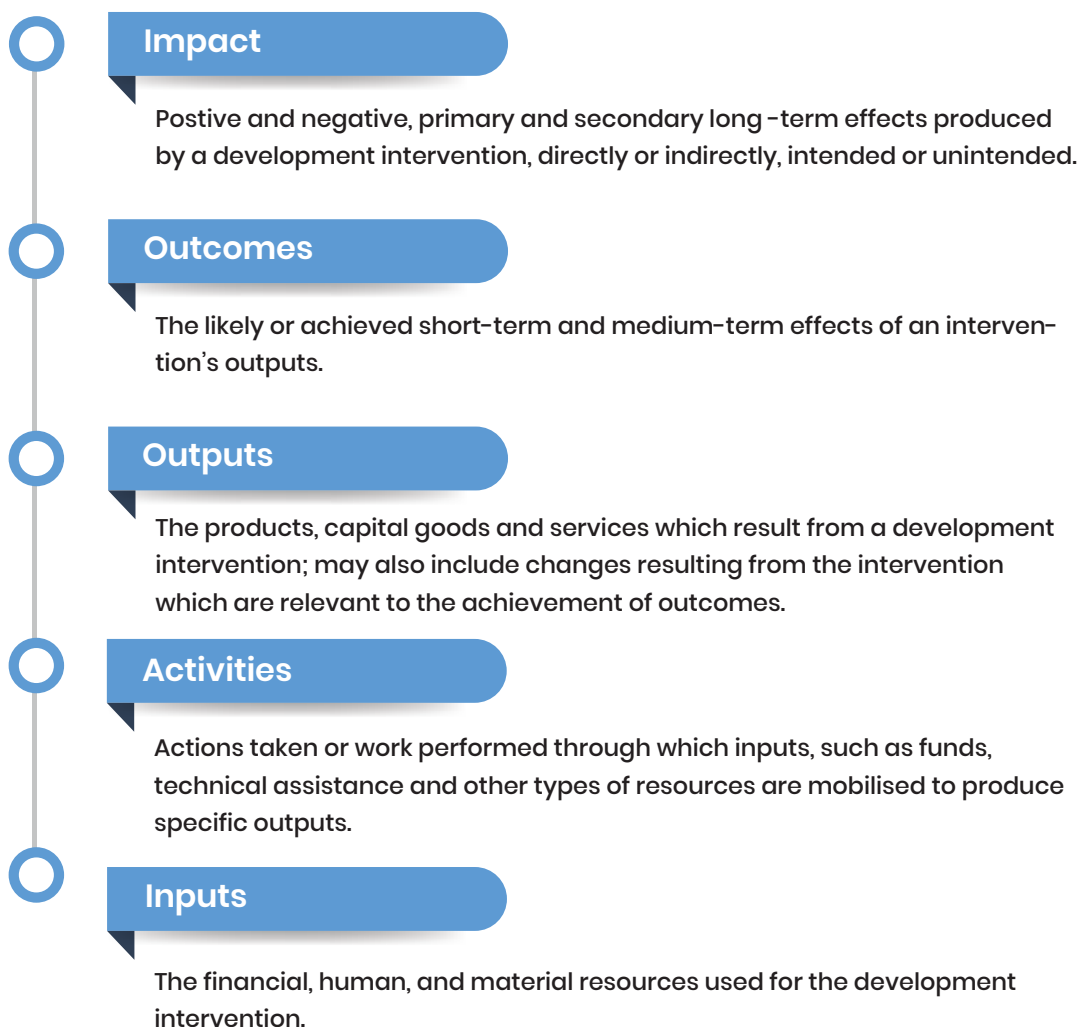 Impact
Postive and negative, primary and secondary long -term effects produced
by a development intervention, directly or indirectly, intended or unintended.
Outcomes
The likely or achieved short-term and medium-term effects of an interven-
tion’s outputs.
Outputs
The products, capital goods and services which result from a development
intervention; may also include changes resulting from the intervention
which are relevant to the achievement of outcomes.
Activities
Actions taken or work performed through which inputs, such as funds,
technical assistance and other types of resources are mobilised to produce
specific outputs.
Inputs
The financial, human, and material resources used for the development
intervention.